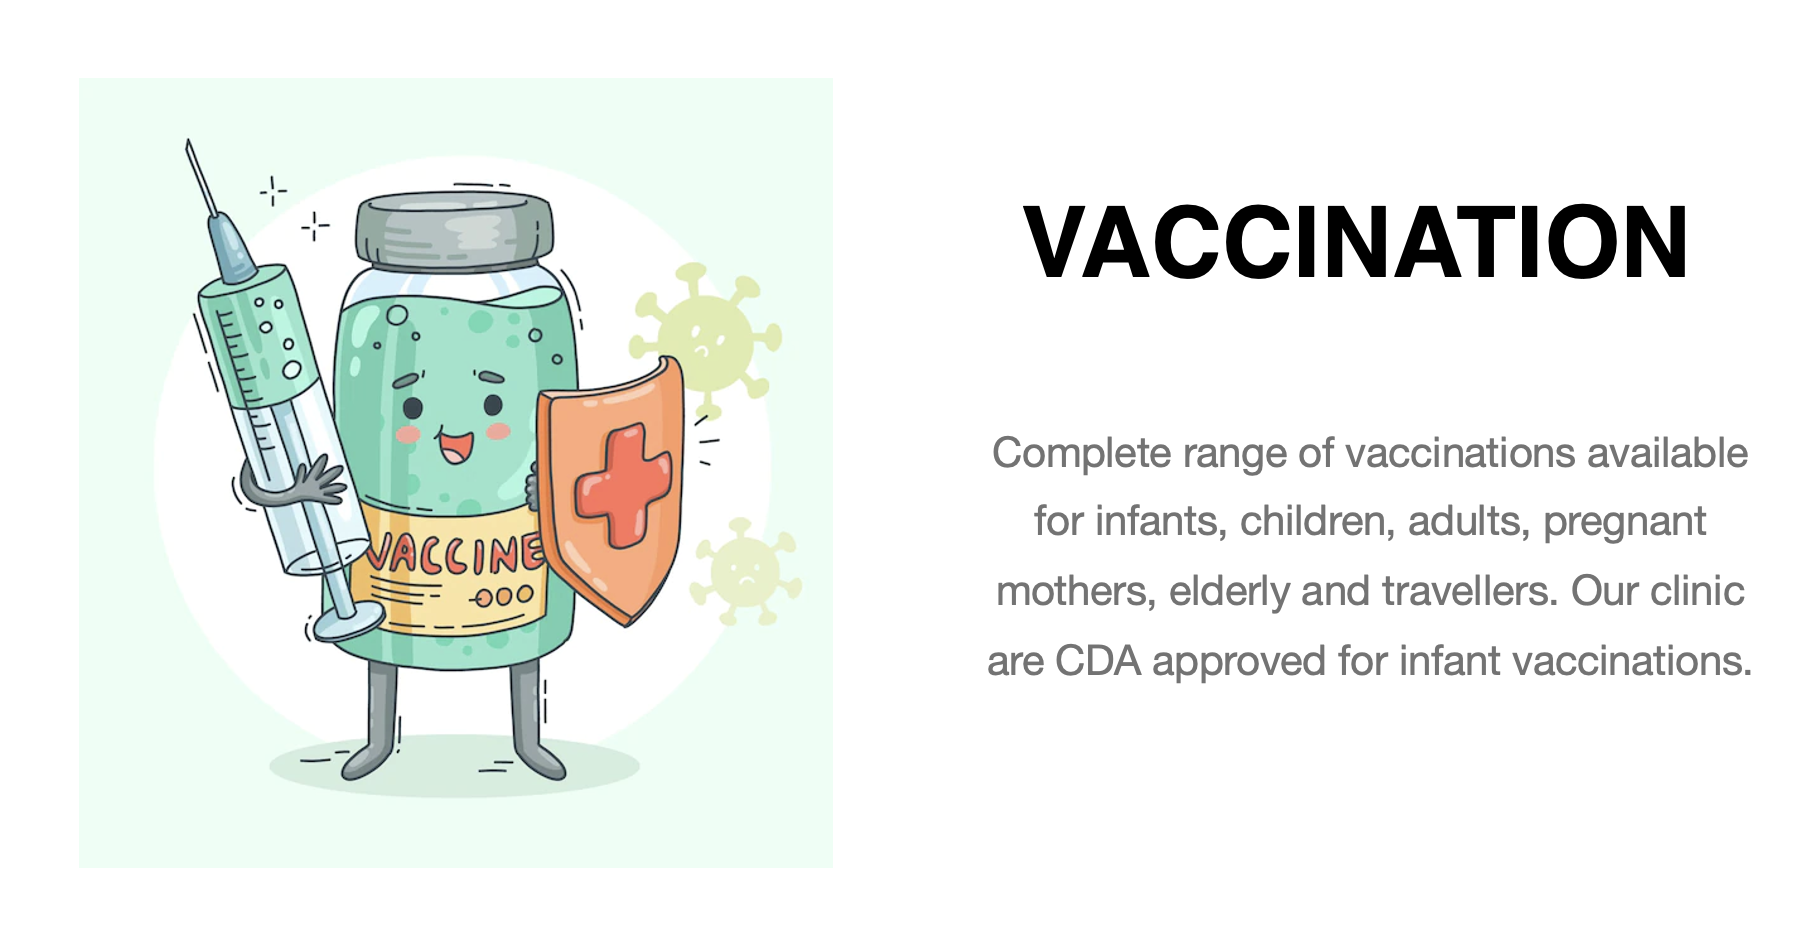 VACCINE
VACCINATION
Complete range of vaccinations available
for infants, children, adults, pregnant
mothers, elderly and travellers. Our clinic
are CDA approved for infant vaccinations.